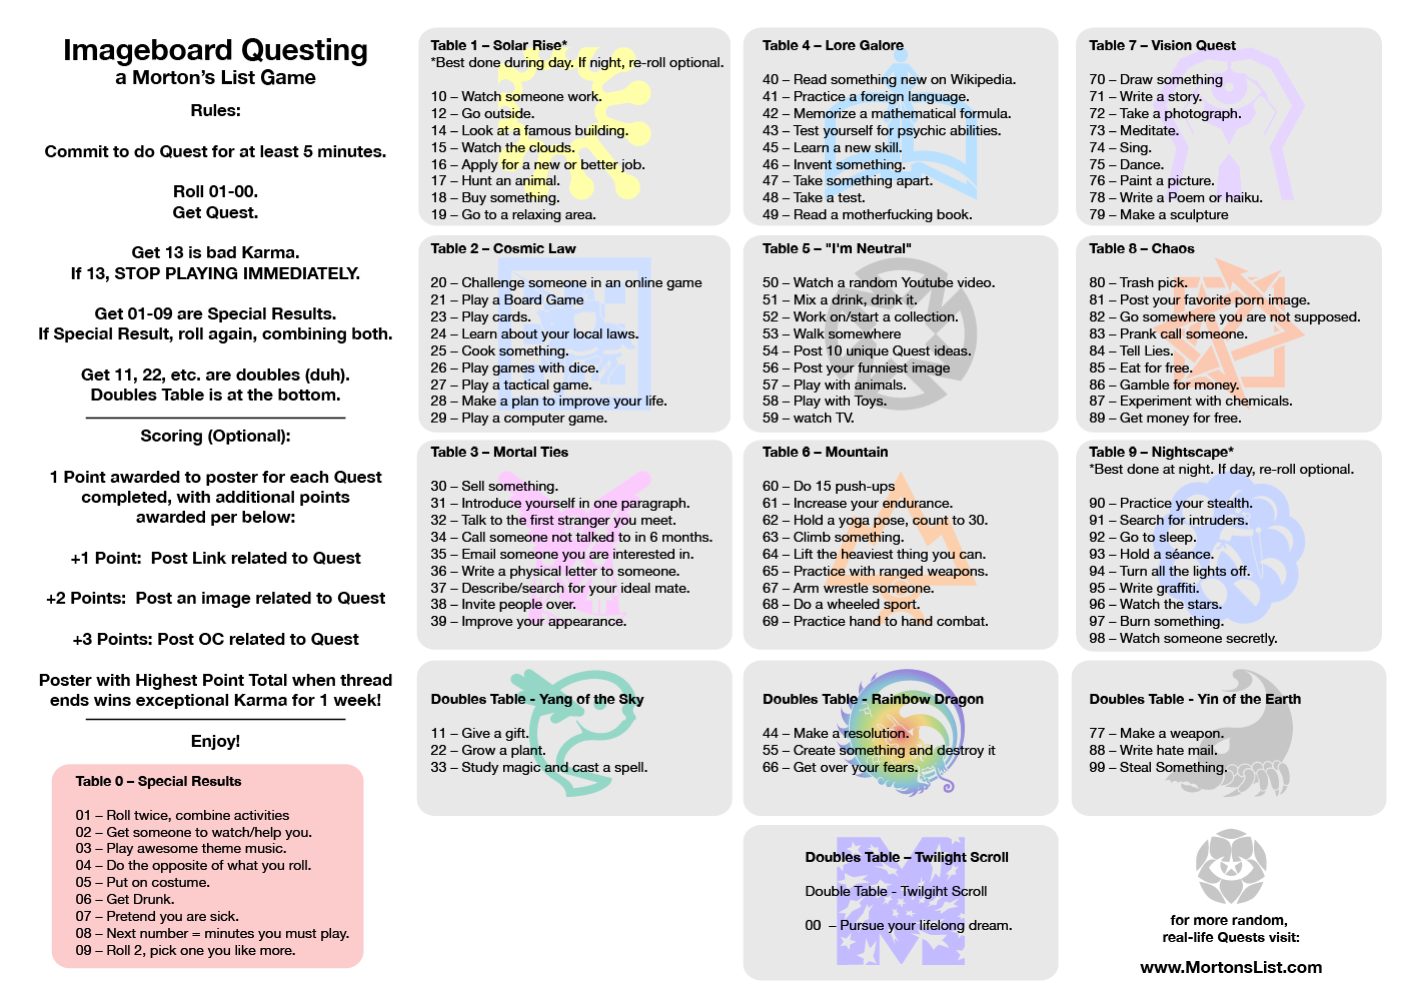 Imageboard Questing
a Morton's List Game
Rules:
Commit to do Quest for at least 5 minutes.
Roll 01-00.
Get Quest.
Get 13 is bad Karma.
If 13, STOP PLAYING IMMEDIATELY.
Get 01-09 are Special Results.
If Special Result, roll again, combining both.
Get 11, 22, etc. are doubles (duh).
Doubles Table is at the bottom.
Scoring (Optional):
1 Point awarded to poster for each Quest
completed, with additional points
awarded per below:
+1 Point:  Post Link related to Quest
+2 Points:  Post an image related to Quest
+3 Points: Post OC related to Quest
Poster with Highest Point Total when thread
ends wins exceptional Karma for 1 week!
Enjoy!
Table 0 – Special Results
01 – Roll twice, combine activities
02 – Get someone to watch/help you.
03 – Play awesome theme music.
04 – Do the opposite of what you roll.
05 – Put on costume.
06 – Get Drunk.
07 – Pretend you are sick.
08 – Next number = minutes you must play.
09 – Roll 2, pick one you like more.
Table 1 – Solar Rise*
*Best done during day. If night, re-roll optional.
10 – Watch someone work.
12 – Go outside.
14 – Look at a famous building.
15 – Watch the clouds.
16 – Apply for a new or better job.
17 – Hunt an animal.
18 – Buy something.
19 – Go to a relaxing area.
Table 4 – Lore Galore
40 – Read something new on Wikipedia.
41 – Practice a foreign language.
42 – Memorize a mathematical formula.
43 – Test yourself for psychic abilities.
45 – Learn a new skill.
46 – Invent something.
47 – Take something apart.
48 – Take a test.
49 – Read a motherfucking book.
Table 7 – Vision Quest
70 – Draw something
71 – Write a story.
72 – Take a photograph.
73 – Meditate.
74 – Sing.
75 – Dance.
76 – Paint a picture.
78 – Write a Poem or haiku.
79 – Make a sculpture
Table 2 – Cosmic Law
20 – Challenge someone in an online game
21 – Play a Board Game
23 – Play cards.
24 – Learn about your local laws.
25 – Cook something.
26 – Play games with dice.
27 – Play a tactical game.
28 – Make a plan to improve your life.
29 – Play a computer game.
Table 5 – "I'm Neutral"
50 – Watch a random Youtube video.
51 – Mix a drink, drink it.
52 – Work on/start a collection.
53 – Walk somewhere
54 – Post 10 unique Quest ideas.
56 – Post your funniest image
57 – Play with animals.
58 – Play with Toys.
59 – watch TV.
Table 8 – Chaos
80 – Trash pick.
81 – Post your favorite porn image.
82 – Go somewhere you are not supposed.
83 – Prank call someone.
84 – Tell Lies.
85 – Eat for free.
86 – Gamble for money.
87 – Experiment with chemicals.
89 – Get money for free.
Table 3 – Mortal Ties
30 – Sell something.
31 – Introduce yourself in one paragraph.
32 – Talk to the first stranger you meet.
34 – Call someone not talked to in 6 months.
35 – Email someone you are interested in.
36 – Write a physical letter to someone.
37 – Describe/search for your ideal mate.
38 – Invite people over.
39 – Improve your appearance.
Table 6 – Mountain
60 – Do 15 push-ups
61 – Increase your endurance.
62 – Hold a yoga pose, count to 30.
63 – Climb something.
64 – Lift the heaviest thing you can.
65 – Practice with ranged weapons.
67 – Arm wrestle someone.
68 – Do a wheeled sport.
69 – Practice hand to hand combat.
Table 9 – Nightscape*
*Best done at night. If day, re-roll optional.
90 – Practice your stealth.
91 – Search for intruders.
92 – Go to sleep.
93 – Hold a séance.
94 – Turn all the lights off.
95 – Write graffiti.
96 – Watch the stars.
97 – Burn something.
98 – Watch someone secretly.
Doubles Table - Yang of the Sky
11 – Give a gift.
22 – Grow a plant.
33 – Study magic and cast a spell.
Doubles Table - Rainbow Dragon
44 – Make a resolution.
55 – Create something and destroy it
66 – Get over your fears.
Doubles Table - Yin of the Earth
77 – Make a weapon.
88 – Write hate mail.
99 – Steal Something.
Doubles Table – Twilight Scroll
Double Table - Twilgiht Scroll
00  – Pursue your lifelong dream.
for more random,
real-life Quests visit:
www.MortonsList.com